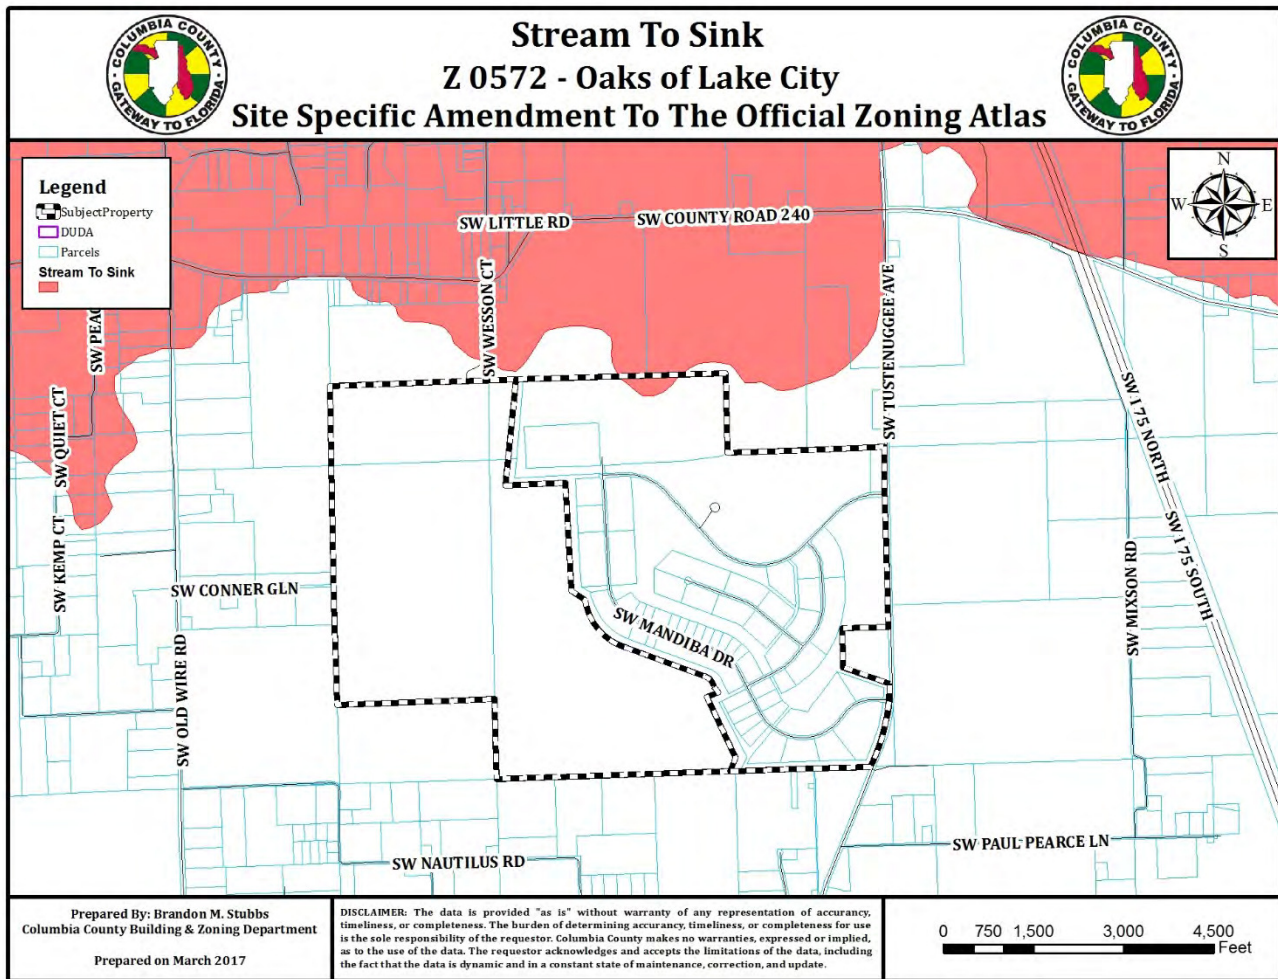 COLUMBIA COUNTY
GATEWAY TO FLORIDA
Stream To Sink
Z 0572 - Oaks of Lake City
Site Specific Amendment To The Official Zoning Atlas
COLUMBIA COUNTY
GATEWAY TO FLORIDA
Legend
SubjectProperty
DUDA
Parcels
Stream To Sink
N
W
E
S
SW LITTLE RD
SW COUNTY ROAD 240
SW WESSON CT
SW TUSTENUGGEE AVE
SW PEAC
SW QUIET CT
SW KEMP CT
SW CONNER GLN
SW OLD WIRE RD
SW MANDIBA DR
SW I 75 NORTH
SW I 75 SOUTH
SW MIXSON RD
SW NAUTILUS RD
SW PAUL PEARCE LN
Prepared By: Brandon M. Stubbs
Columbia County Building & Zoning Department
Prepared on March 2017
DISCLAIMER: The data is provided "as is" without warranty of any representation of accurancy,
timeliness, or completeness. The burden of determining accurancy, timeliness, or completeness for use
is the sole responsibility of the requestor. Columbia County makes no warranties, expressed or implied,
as to the use of the data. The requestor acknowledges and accepts the limitations of the data, including
the fact that the data is dynamic and in a constant state of maintenance, correction, and update.
0 750 1,500 3,000 4,500
Feet